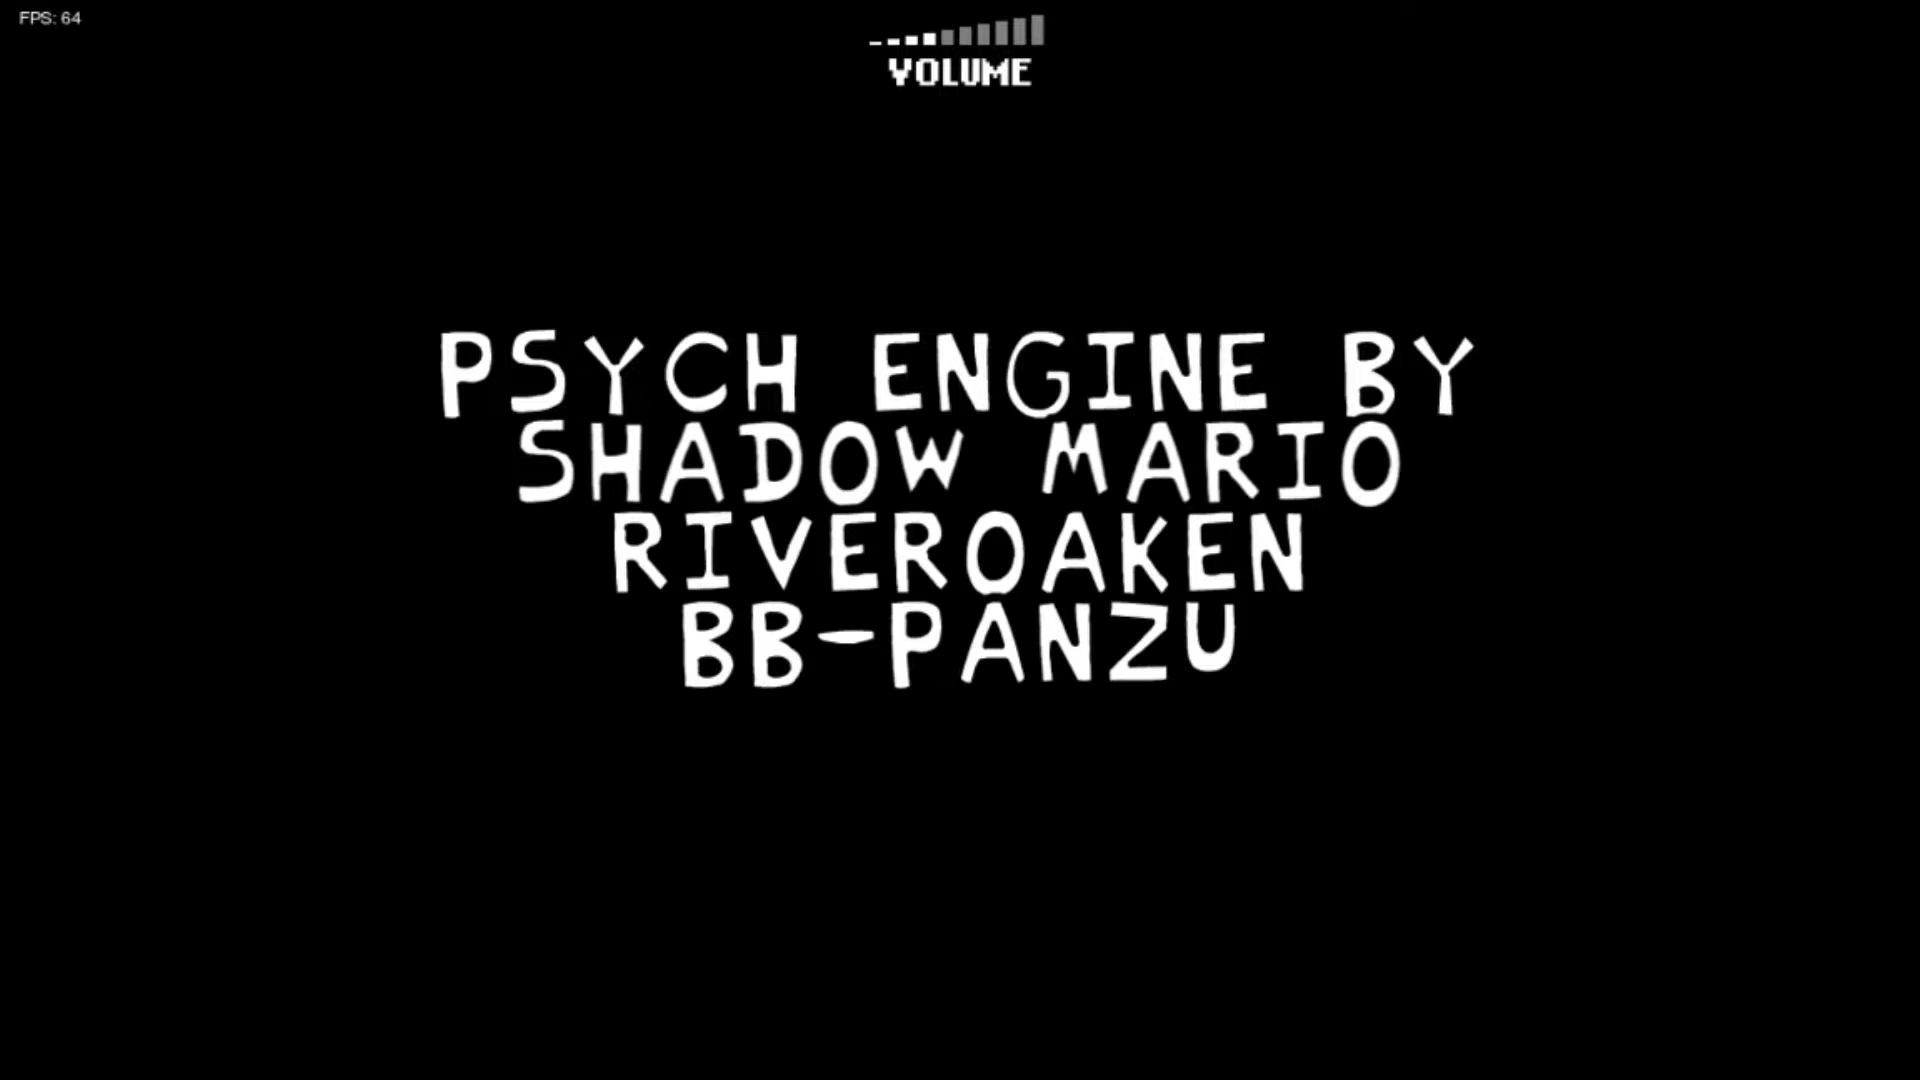 FPS: 64
VOLUME
PSYCH ENGINE BY
SHADOW MARIO
RIVEROAKEN
BB-PANZU